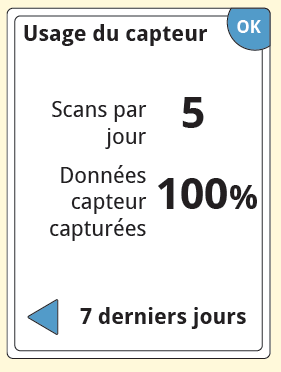 Usage du capteur
OK
Scans par
jour
5
Données
capteur
capturées
100%
7 derniers jours